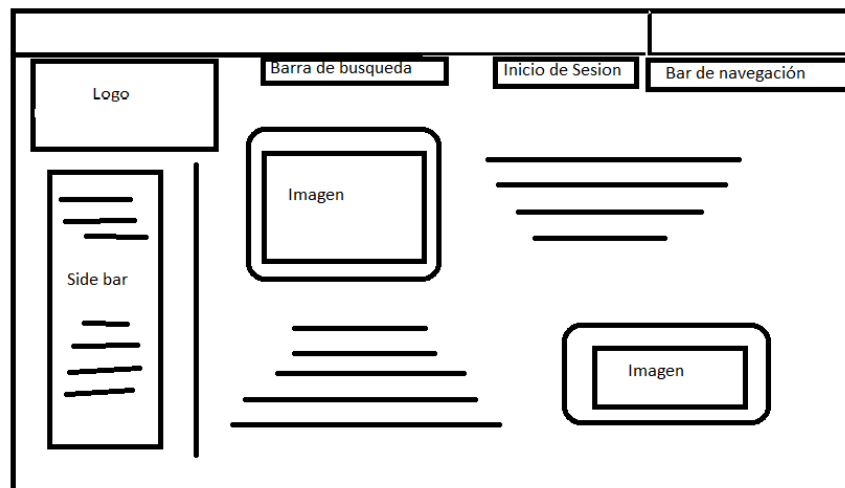 Logo
Barra de busqueda
Inicio de Sesion
Bar de navegación
Imagen
Side bar
Imagen